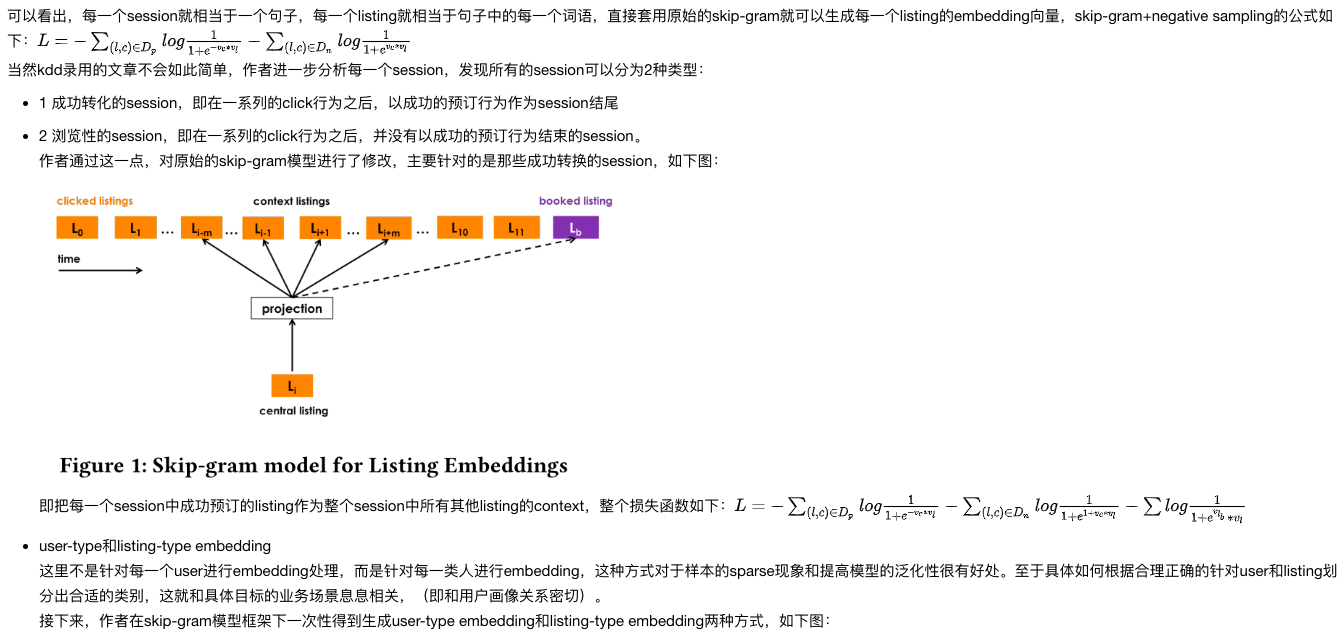 可以看出，每一个session就相当于一个句子，每一个listing就相当于句子中的每一个词语，直接套用原始的skip-gram就可以生成每一个listing的embedding向量，skip-gram+negative sampling的公式如
下：$L=-\sum_{(l,c)\in D_p} log\frac{1}{1+e^{-v_c*v_l}}-\sum_{(l,c)\in D_n} log\frac{1}{1+e^{v_c*v_l}}$
当然kdd录用的文章不会如此简单，作者进一步分析每一个session，发现所有的session可以分为2种类型：
• 1 成功转化的session，即在一系列的click行为之后，以成功的预订行为作为session结尾
• 2 浏览性的session，即在一系列的click行为之后，并没有以成功的预订行为结束的session。
作者通过这一点，对原始的skip-gram模型进行了修改，主要针对的是那些成功转换的session，如下图：
clicked listings context listings booked listing
L0 L1 ... Li-m ... Li-1 Li+1 ... Li+m ... L10 L11 Lb
time
projection
Li
central listing
Figure 1: Skip-gram model for Listing Embeddings
即把每一个session中成功预订的listing作为整个session中所有其他listing的context，整个损失函数如下：$L=-\sum_{(l,c)\in D_p} log\frac{1}{1+e^{-v_c*v_l}}-\sum_{(l,c)\in D_n} log\frac{1}{1+e^{1+v_c*v_l}}-\sum log\frac{1}{1+e^{v_{l_b}}*v_l}$
• user-type和listing-type embedding
这里不是针对每一个user进行embedding处理，而是针对每一类人进行embedding，这种方式对于样本的sparse现象和提高模型的泛化性很有好处。至于具体如何根据合理正确的针对user和listing划
分出合适的类别，这就和具体目标的业务场景息息相关，（即和用户画像关系密切）。
接下来，作者在skip-gram模型框架下一次性得到生成user-type embedding和listing-type embedding两种方式，如下图：